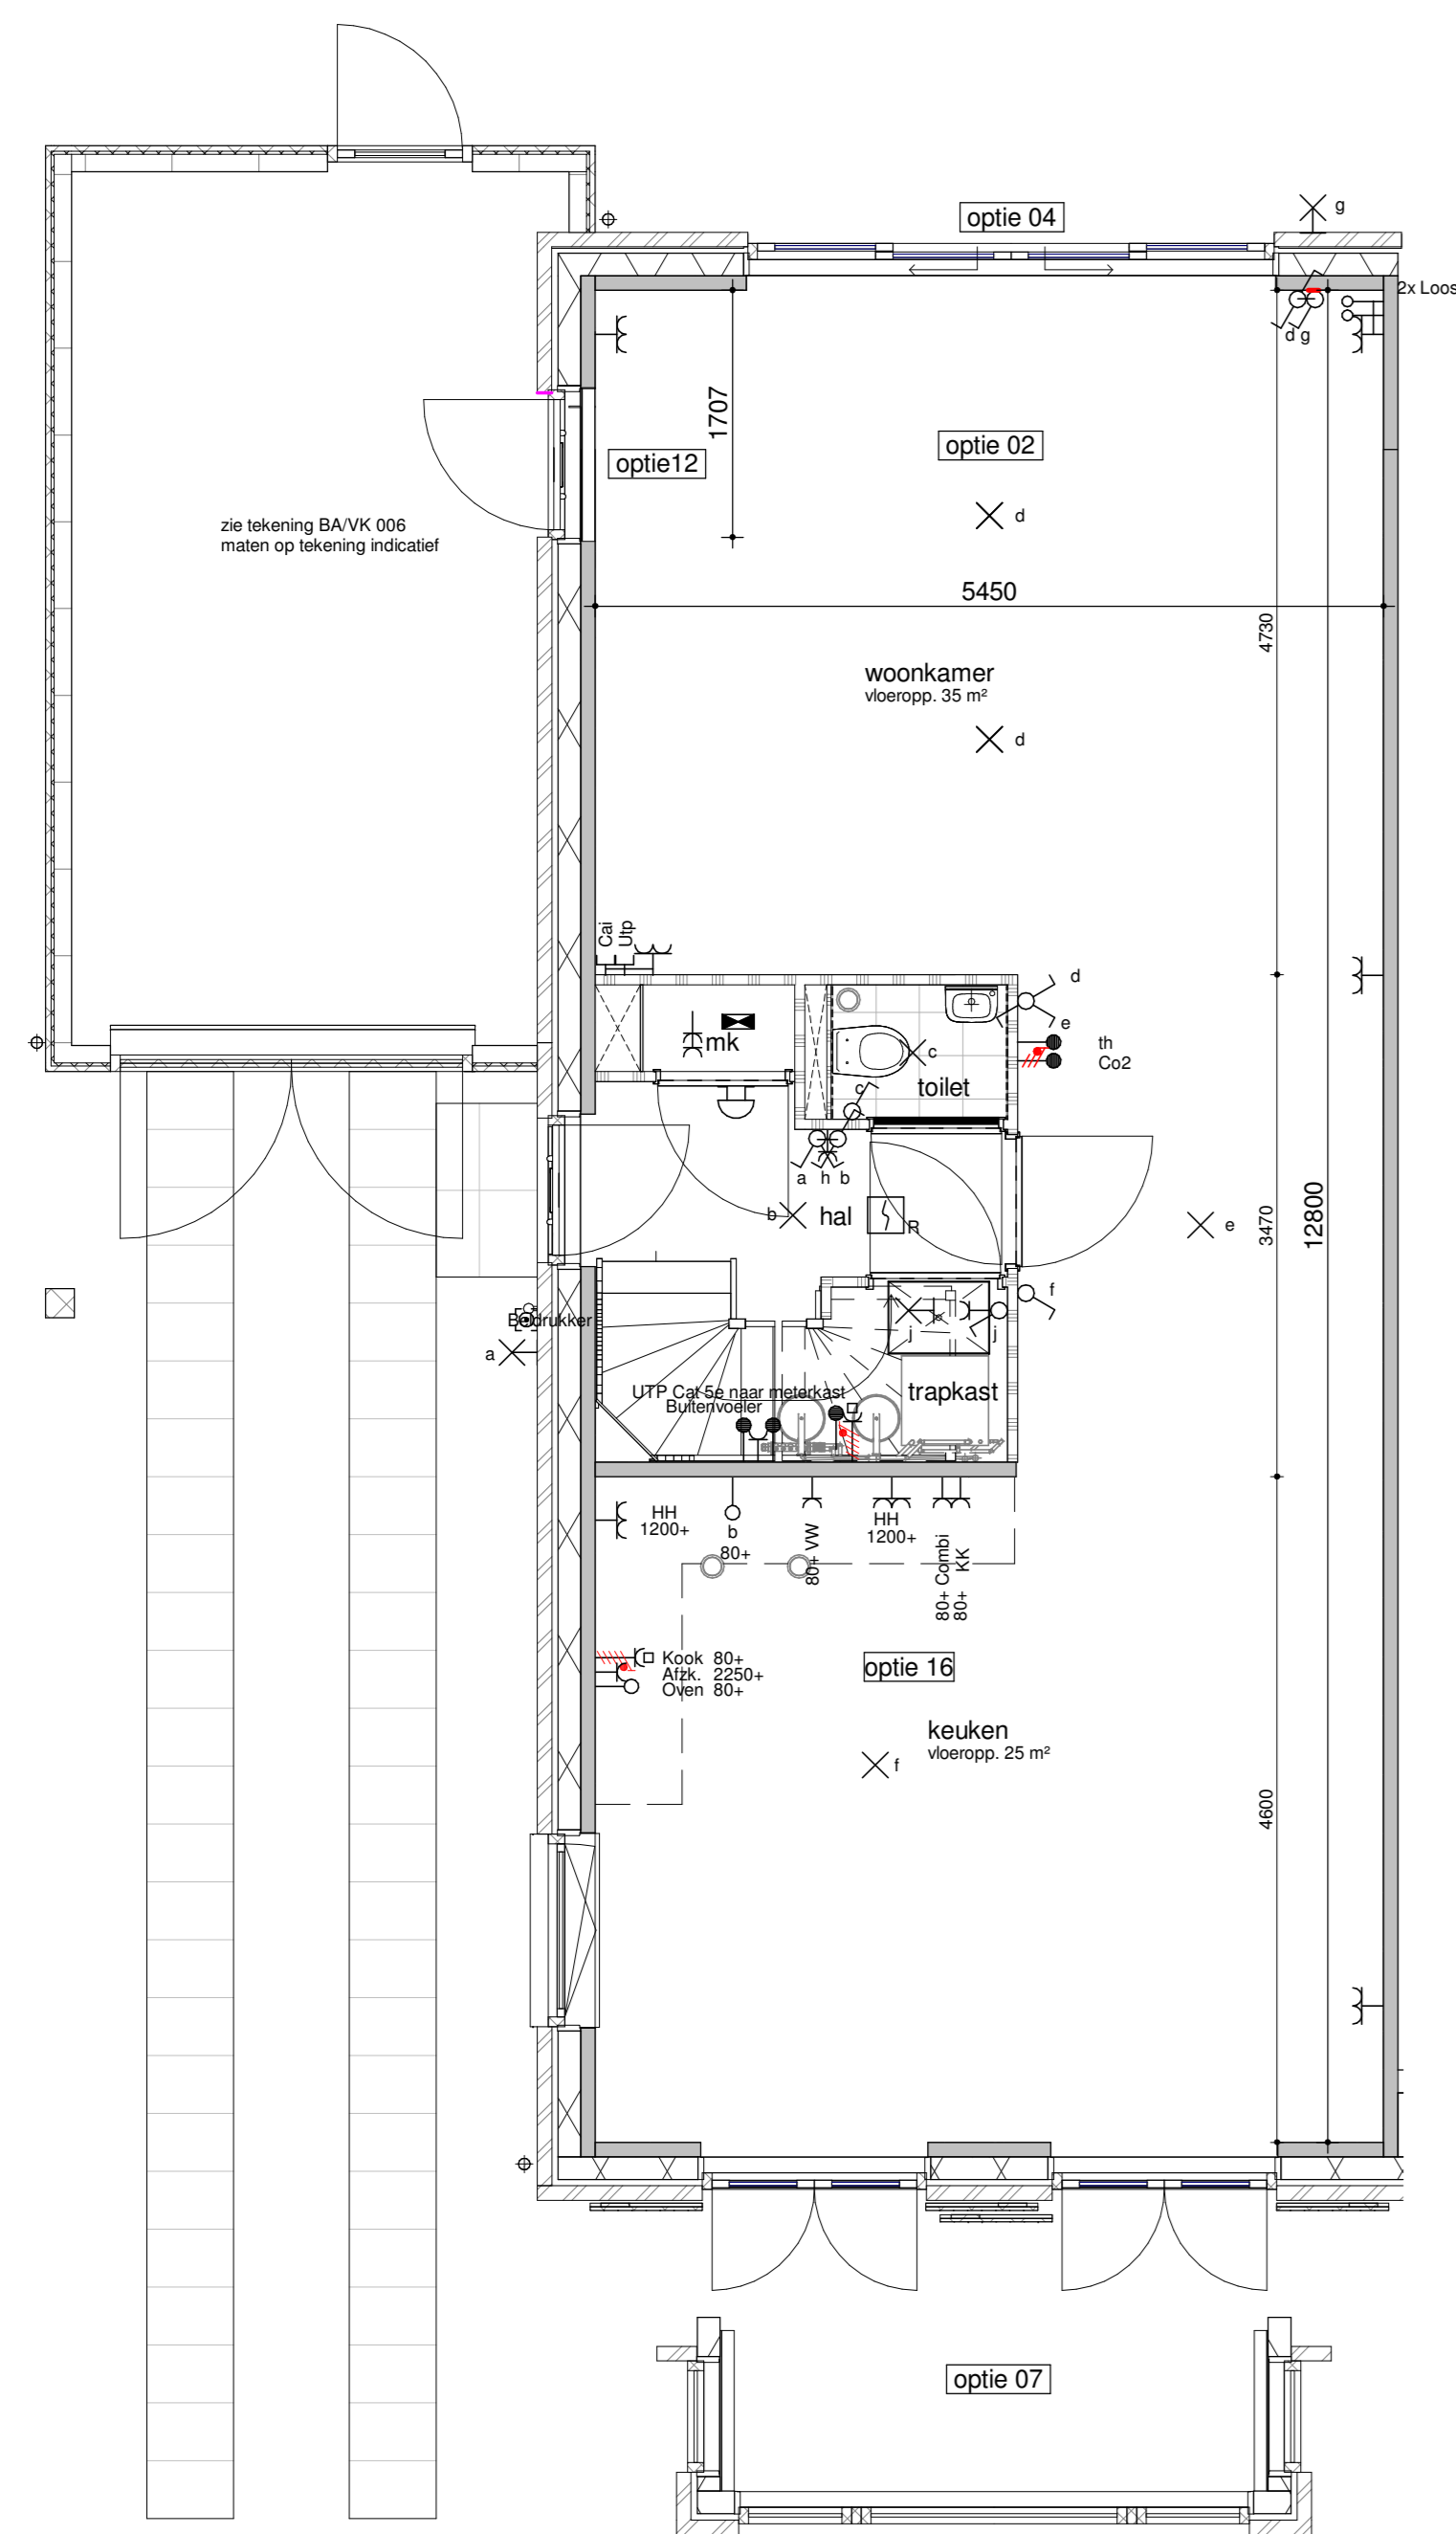 optie 04
g
2x Loos
d g
1707
optie 02
optie12
d
zie tekening BA/VK 006
maten op tekening indicatief
5450
4730
woonkamer
vloeropp. 35 m²
d
Cai
Utp
d
e
mk
c
th
Co2
toilet
c
a h b
b
hal
R
e
3470
12800
f
Beldrukker
a
j
j
trapkast
UTP Cat 5e naar meterkast
Buitenvoeler
HH
1200+
b
80+
80+ VW
HH
1200+
80+ Combi
80+ KK
Kook 80+
Afzk. 2250+
Oven 80+
optie 16
keuken
vloeropp. 25 m²
f
4600
optie 07